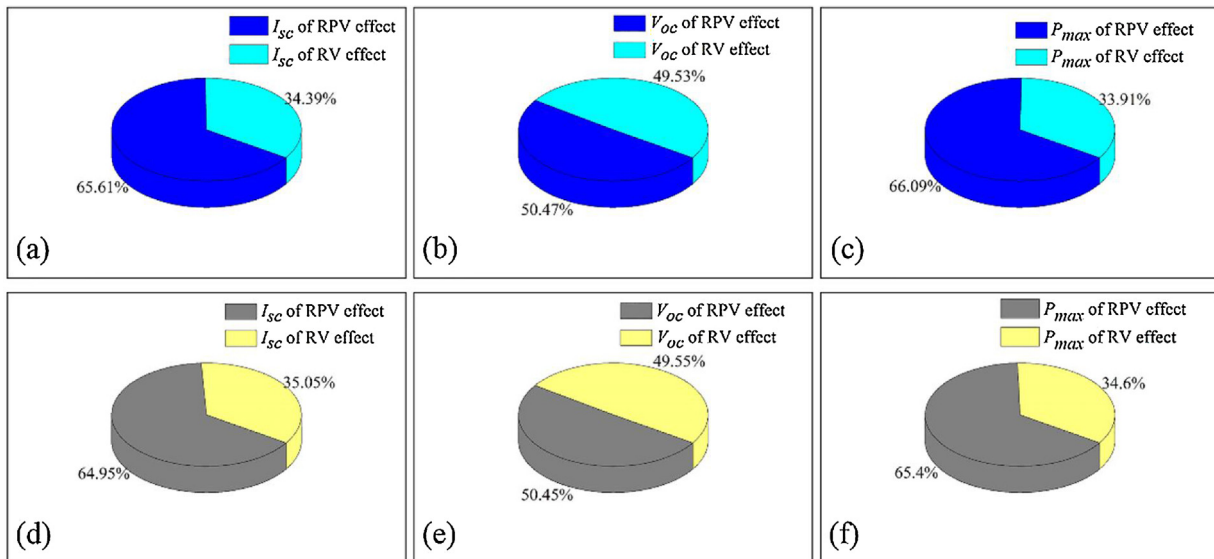 I_sc of RPV effect
I_sc of RV effect
34.39%
65.61%
(a)
V_oc of RPV effect
V_oc of RV effect
49.53%
50.47%
(b)
P_max of RPV effect
P_max of RV effect
33.91%
66.09%
(c)
I_sc of RPV effect
I_sc of RV effect
35.05%
64.95%
(d)
V_oc of RPV effect
V_oc of RV effect
49.55%
50.45%
(e)
P_max of RPV effect
P_max of RV effect
34.6%
65.4%
(f)